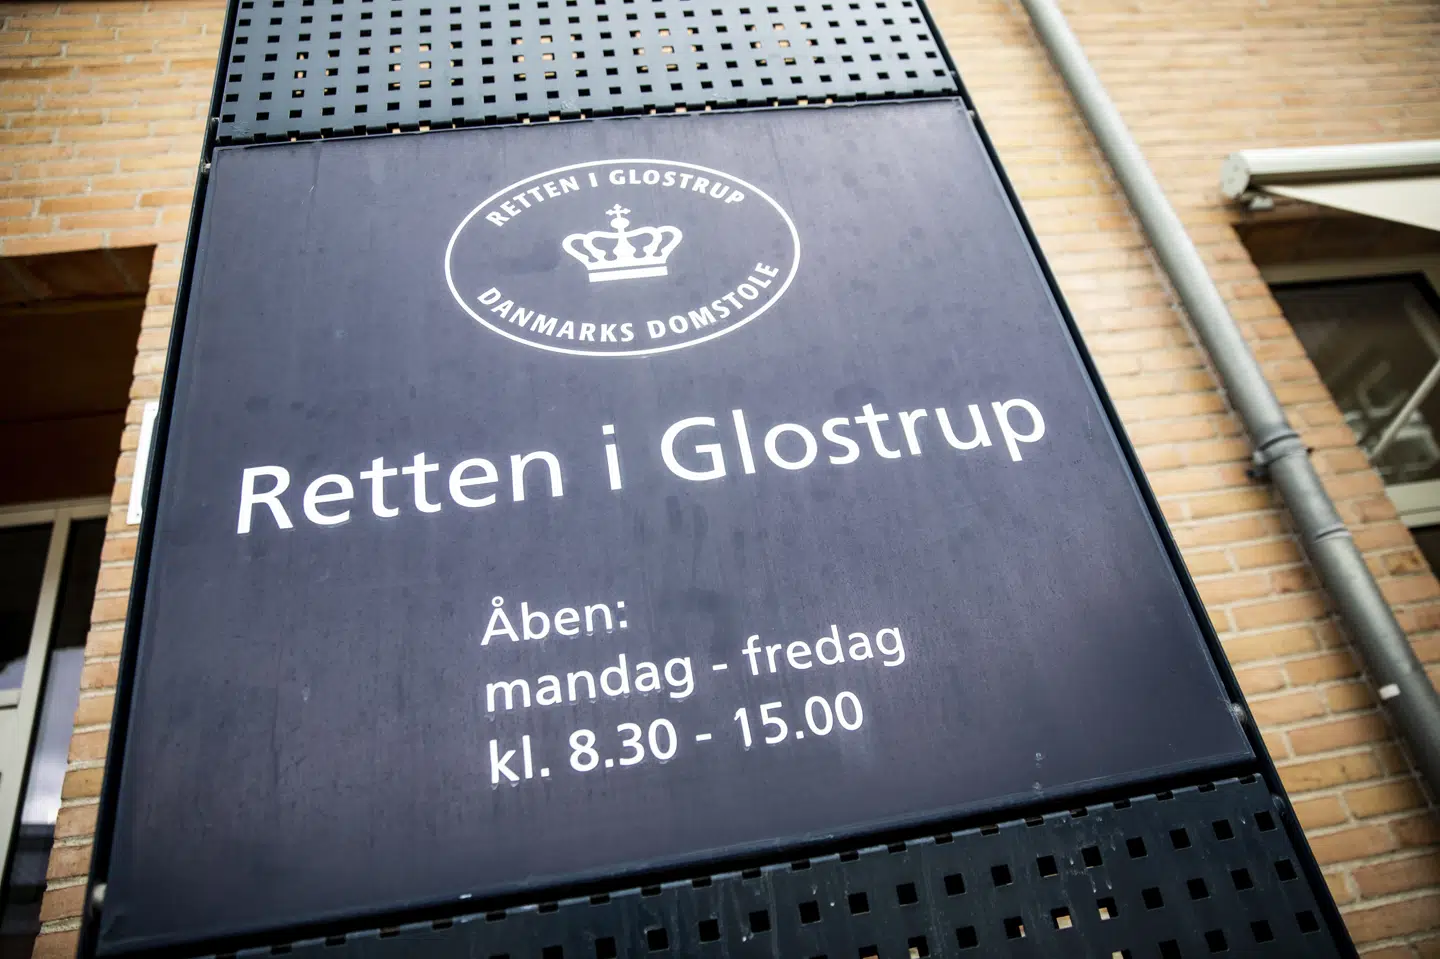 RETTEN I GLOSTRUP
DANMARKS DOMSTOLE
Retten i Glostrup
Åben:
mandag - fredag
kl. 8.30 - 15.00